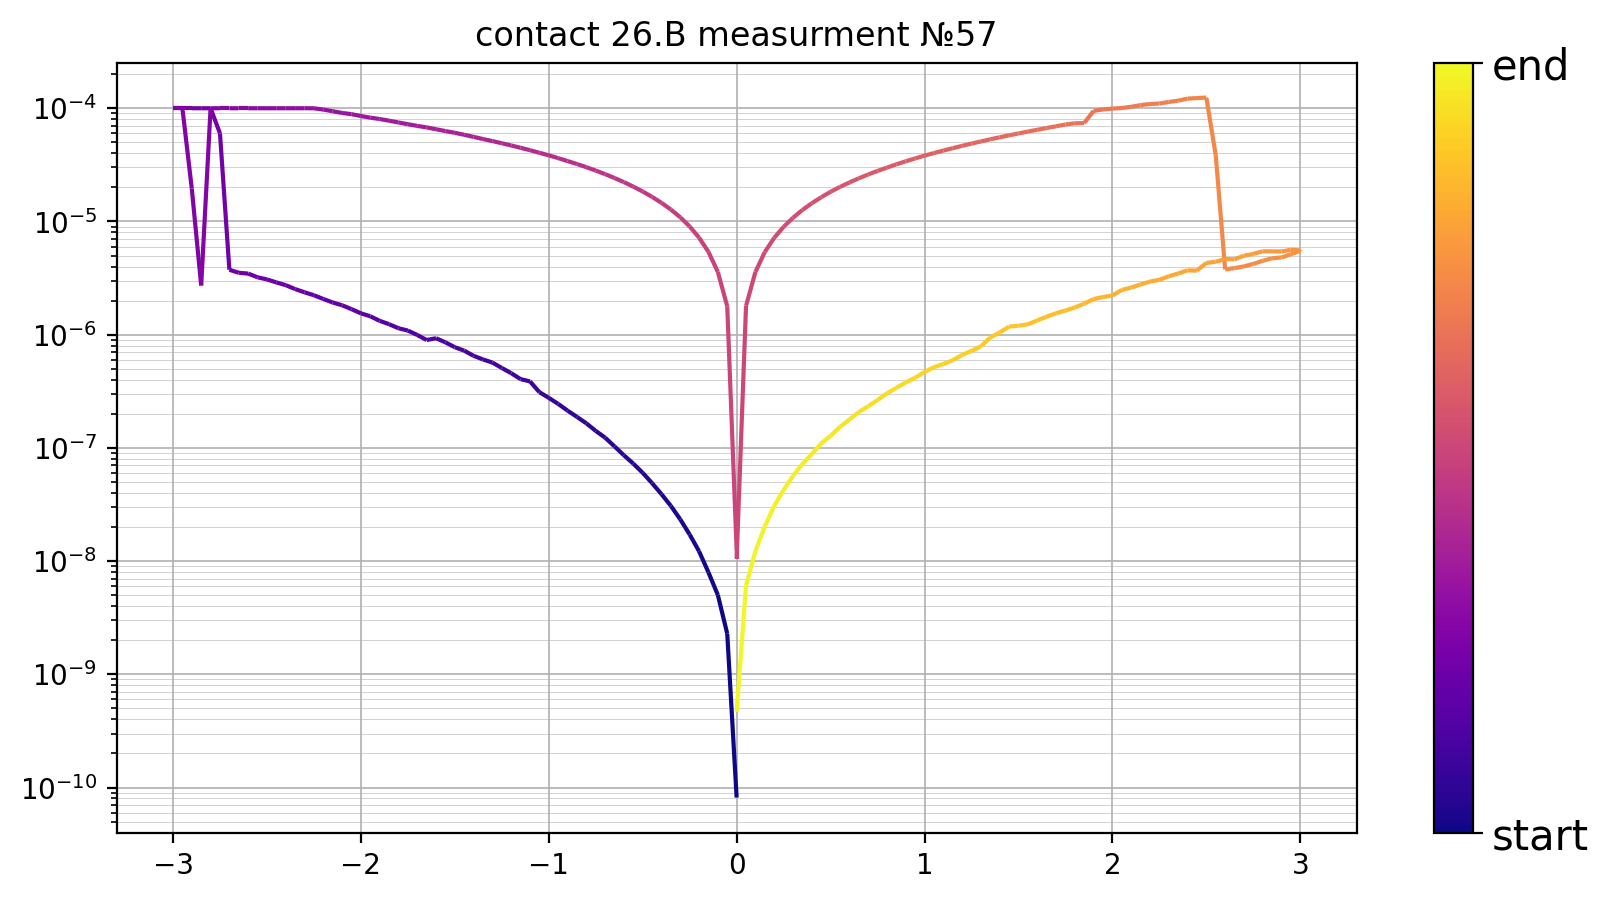 contact 26.B measurment №57
10⁻⁴
10⁻⁵
10⁻⁶
10⁻⁷
10⁻⁸
10⁻⁹
10⁻¹⁰
−3 −2 −1 0 1 2 3
end
start